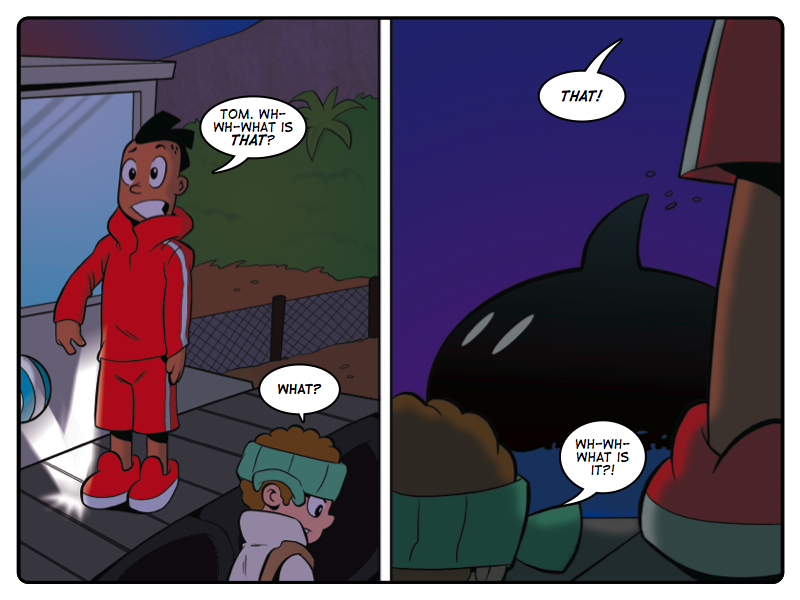 TOM. WH-
WH-WHAT IS
THAT?
WHAT?
THAT!
WH-WH-
WHAT IS
IT?!